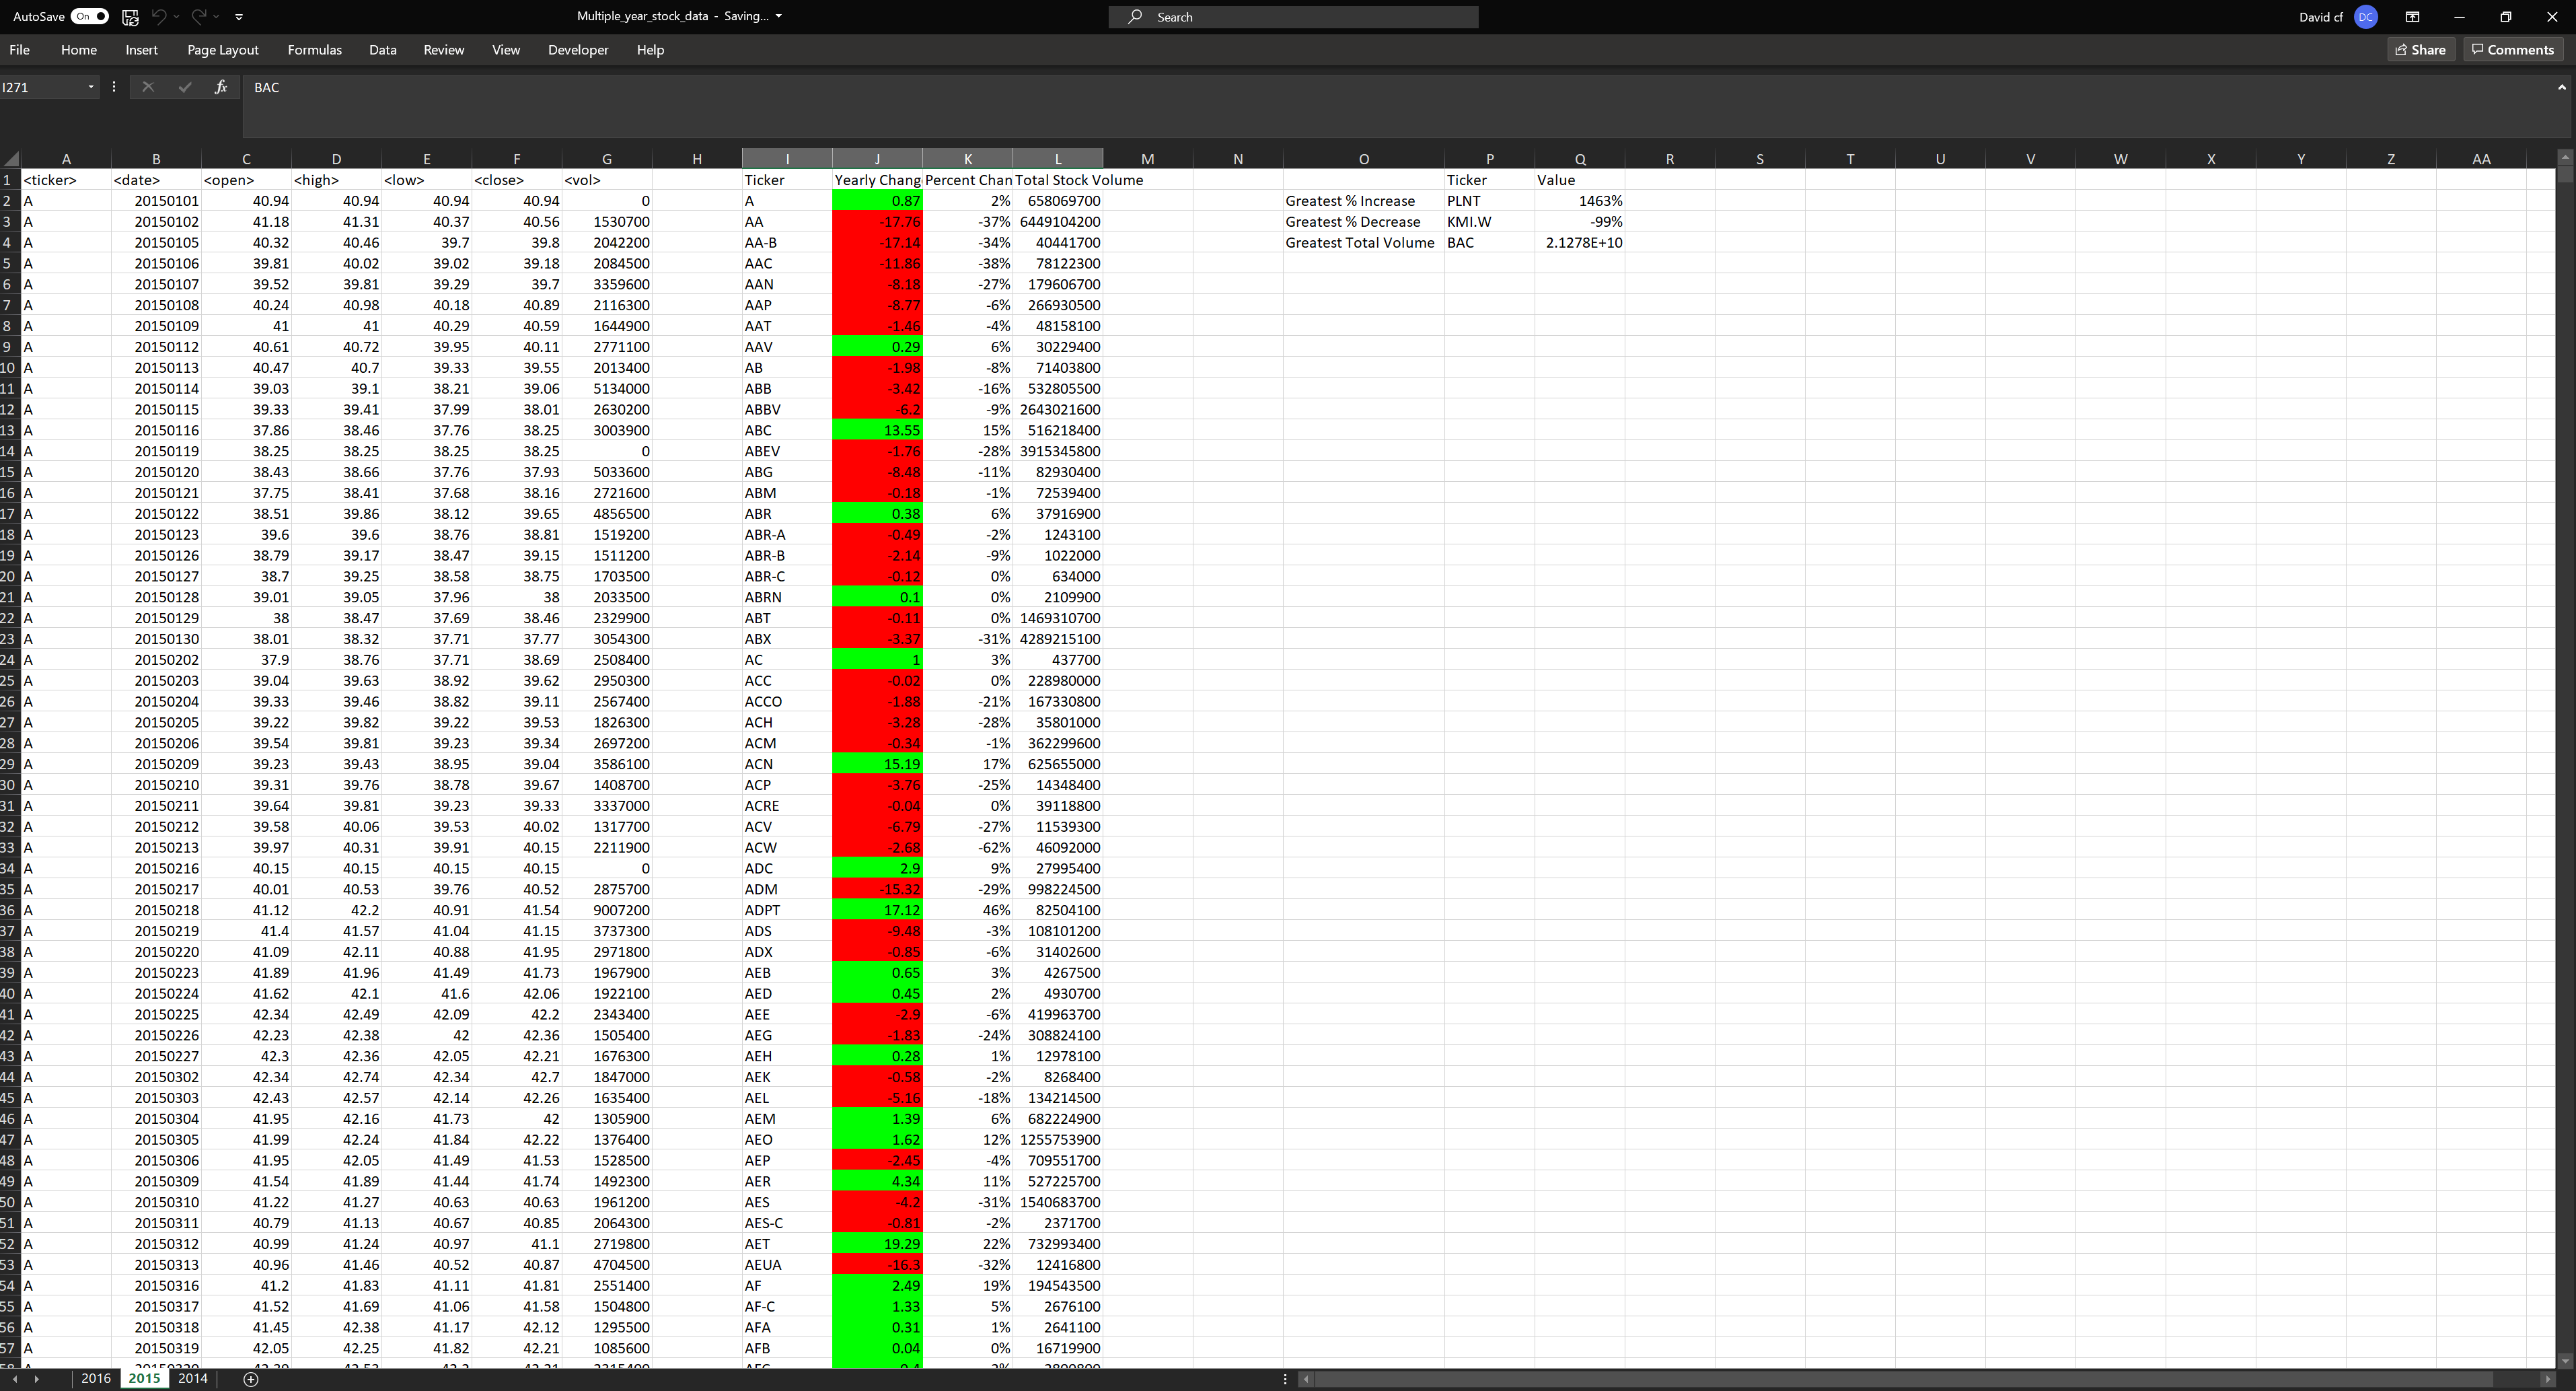 AutoSave On Multiple_year_stock_data - Saving... Search David cf DC
File Home Insert Page Layout Formulas Data Review View Developer Help Share Comments
I271 fx BAC
A B C D E F G H I J K L M N O P Q R S T U V W X Y Z AA
1 <ticker> <date> <open> <high> <low> <close> <vol> Ticker Yearly Chang Percent Chan Total Stock Volume Ticker Value
2 A 20150101 40.94 40.94 40.94 40.94 0 A 0.87 2% 658069700 Greatest % Increase PLNT 1463%
3 A 20150102 41.18 41.31 40.37 40.56 1530700 AA -17.76 -37% 6449104200 Greatest % Decrease KMI.W -99%
4 A 20150105 40.32 40.46 39.7 39.8 2042200 AA-B -17.14 -34% 40441700 Greatest Total Volume BAC 2.1278E+10
5 A 20150106 39.81 40.02 39.02 39.18 2084500 AAC -11.86 -38% 78122300
6 A 20150107 39.52 39.81 39.29 39.7 3359600 AAN -8.18 -27% 179606700
7 A 20150108 40.24 40.98 40.18 40.89 2116300 AAP -8.77 -6% 266930500
8 A 20150109 41 41 40.29 40.59 1644900 AAT -1.46 -4% 48158100
9 A 20150112 40.61 40.72 39.95 40.11 2771100 AAV 0.29 6% 30229400
10 A 20150113 40.47 40.7 39.33 39.55 2013400 AB -1.98 -8% 71403800
11 A 20150114 39.03 39.1 38.21 39.06 5134000 ABB -3.42 -16% 532805500
12 A 20150115 39.33 39.41 37.99 38.01 2630200 ABBV -6.2 -9% 2643021600
13 A 20150116 37.86 38.46 37.76 38.25 3003900 ABC 13.55 15% 516218400
14 A 20150119 38.25 38.25 38.25 38.25 0 ABEV -1.76 -28% 3915345800
15 A 20150120 38.43 38.66 37.76 37.93 5033600 ABG -8.48 -11% 82930400
16 A 20150121 37.75 38.41 37.68 38.16 2721600 ABM -0.18 -1% 72539400
17 A 20150122 38.51 39.86 38.12 39.65 4856500 ABR 0.38 6% 37916900
18 A 20150123 39.6 39.6 38.76 38.81 1519200 ABR-A -0.49 -2% 1243100
19 A 20150126 38.79 39.17 38.47 39.15 1511200 ABR-B -2.14 -9% 1022000
20 A 20150127 38.7 39.25 38.58 38.75 1703500 ABR-C -0.12 0% 634000
21 A 20150128 39.01 39.05 37.96 38 2033500 ABRN 0.1 0% 2109900
22 A 20150129 38 38.47 37.69 38.46 2329900 ABT -0.11 0% 1469310700
23 A 20150130 38.01 38.32 37.71 37.77 3054300 ABX -3.37 -31% 4289215100
24 A 20150202 37.9 38.76 37.71 38.69 2508400 AC 1 3% 437700
25 A 20150203 39.04 39.63 38.92 39.62 2950300 ACC -0.02 0% 228980000
26 A 20150204 39.33 39.46 38.82 39.11 2567400 ACCO -1.88 -21% 167330800
27 A 20150205 39.22 39.82 39.22 39.53 1826300 ACH -3.28 -28% 35801000
28 A 20150206 39.54 39.81 39.23 39.34 2697200 ACM -0.34 -1% 362299600
29 A 20150209 39.23 39.43 38.95 39.04 3586100 ACN 15.19 17% 625655000
30 A 20150210 39.31 39.76 38.78 39.67 1408700 ACP -3.76 -25% 14348400
31 A 20150211 39.64 39.81 39.23 39.33 3337000 ACRE -0.04 0% 39118800
32 A 20150212 39.58 40.06 39.53 40.02 1317700 ACV -6.79 -27% 11539300
33 A 20150213 39.97 40.31 39.91 40.15 2211900 ACW -2.68 -62% 46092000
34 A 20150216 40.15 40.15 40.15 40.15 0 ADC 2.9 9% 27995400
35 A 20150217 40.01 40.53 39.76 40.52 2875700 ADM -15.32 -29% 998224500
36 A 20150218 41.12 42.2 40.91 41.54 9007200 ADPT 17.12 46% 82504100
37 A 20150219 41.4 41.57 41.04 41.15 3737300 ADS -9.48 -3% 108101200
38 A 20150220 41.09 42.11 40.88 41.95 2971800 ADX -0.85 -6% 31402600
39 A 20150223 41.89 41.96 41.49 41.73 1967900 AEB 0.65 3% 4267500
40 A 20150224 41.62 42.1 41.6 42.06 1922100 AED 0.45 2% 4930700
41 A 20150225 42.34 42.49 42.09 42.2 2343400 AEE -2.9 -6% 419963700
42 A 20150226 42.23 42.38 42 42.36 1505400 AEG -1.83 -24% 308824100
43 A 20150227 42.3 42.36 42.05 42.21 1676300 AEH 0.28 1% 12978100
44 A 20150302 42.34 42.74 42.34 42.7 1847000 AEK -0.58 -2% 8268400
45 A 20150303 42.43 42.57 42.14 42.26 1635400 AEL -5.16 -18% 134214500
46 A 20150304 41.95 42.16 41.73 42 1305900 AEM 1.39 6% 682224900
47 A 20150305 41.99 42.24 41.84 42.22 1376400 AEO 1.62 12% 1255753900
48 A 20150306 41.95 42.05 41.49 41.53 1528500 AEP -2.45 -4% 709551700
49 A 20150309 41.54 41.89 41.44 41.74 1492300 AER 4.34 11% 527225700
50 A 20150310 41.22 41.27 40.63 40.63 1961200 AES -4.2 -31% 1540683700
51 A 20150311 40.79 41.13 40.67 40.85 2064300 AES-C -0.81 -2% 2371700
52 A 20150312 40.99 41.24 40.97 41.1 2719800 AET 19.29 22% 732993400
53 A 20150313 40.96 41.46 40.52 40.87 4704500 AEUA -16.3 -32% 12416800
54 A 20150316 41.2 41.83 41.11 41.81 2551400 AF 2.49 19% 194543500
55 A 20150317 41.52 41.69 41.06 41.58 1504800 AF-C 1.33 5% 2676100
56 A 20150318 41.45 42.38 41.17 42.12 1295500 AFA 0.31 1% 2641100
57 A 20150319 42.05 42.25 41.82 42.21 1085600 AFB 0.04 0% 16719900
2016 2015 2014